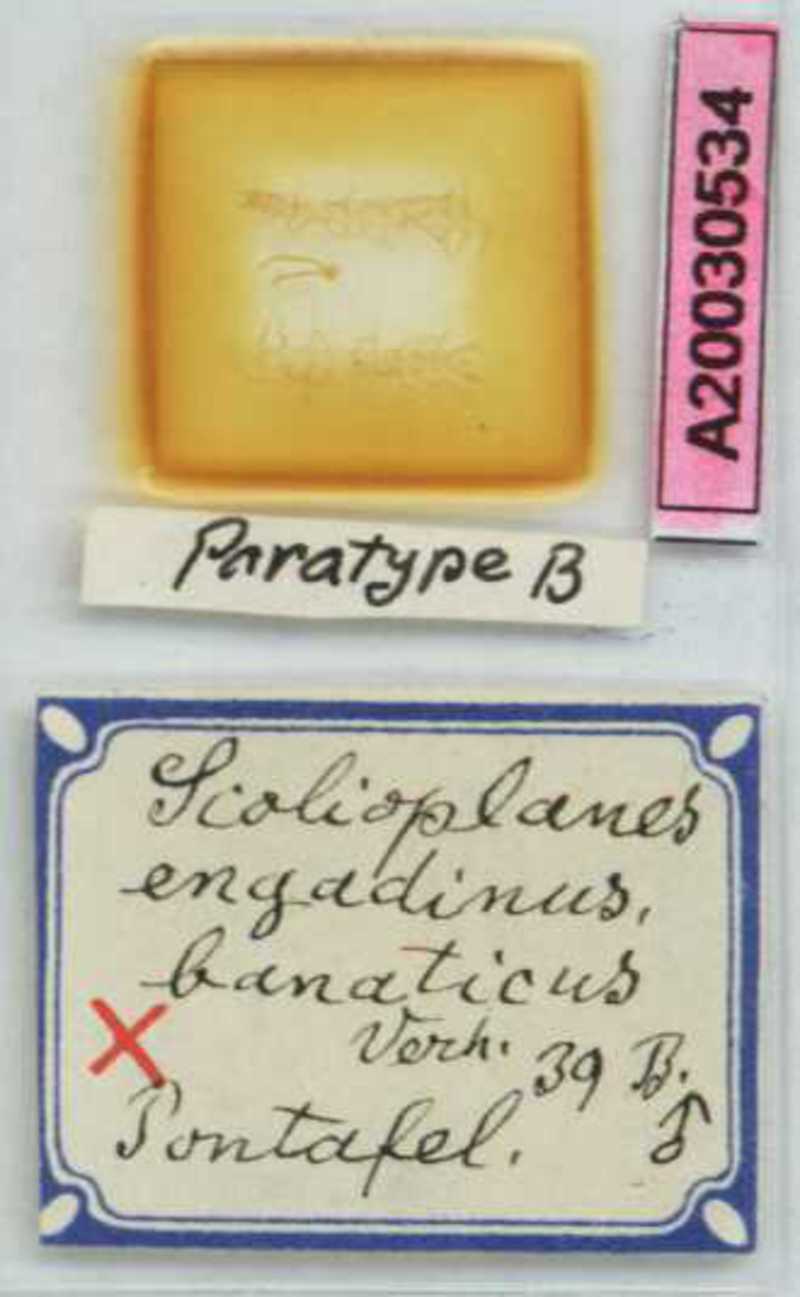 A20030534
Paratype B
Scolioplanes
engadinus,
banaticus
Verh. 39 B.
Pontafel. ♂